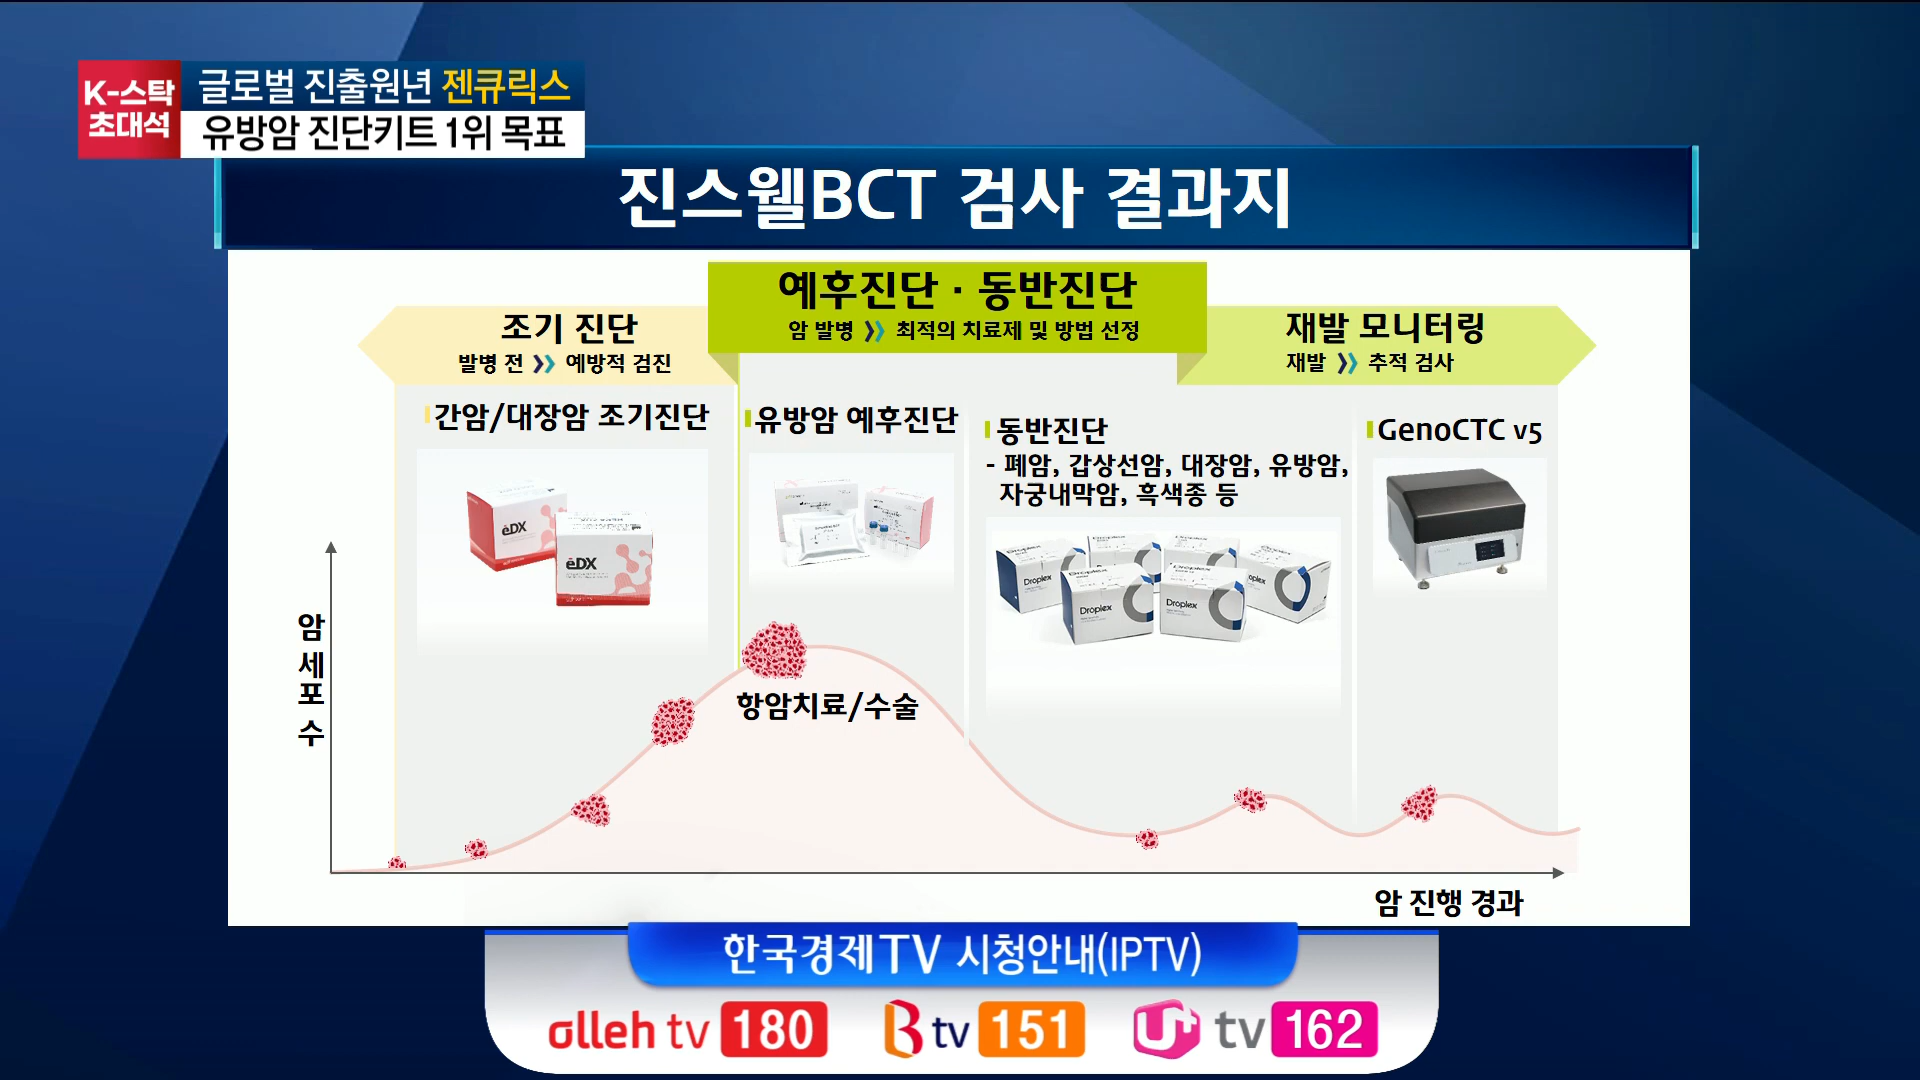 K-스탁
초대석
글로벌 진출원년 젠큐릭스
유방암 진단키트 1위 목표
진스웰BCT 검사 결과지
예후진단 · 동반진단
암 발병 최적의 치료제 및 방법 선정
조기 진단
발병 전 예방적 검진
재발 모니터링
재발 추적 검사
간암/대장암 조기진단
유방암 예후진단
동반진단
- 폐암, 갑상선암, 대장암, 유방암,
자궁내막암, 흑색종 등
GenoCTC v5
èDX
èDX
Droplex
Droplex
Droplex
Droplex
Droplex
Droplex
암 세포 수
항암치료/수술
암 진행 경과
한국경제TV 시청안내(IPTV)
olleh tv 180
B tv 151
U+ tv 162